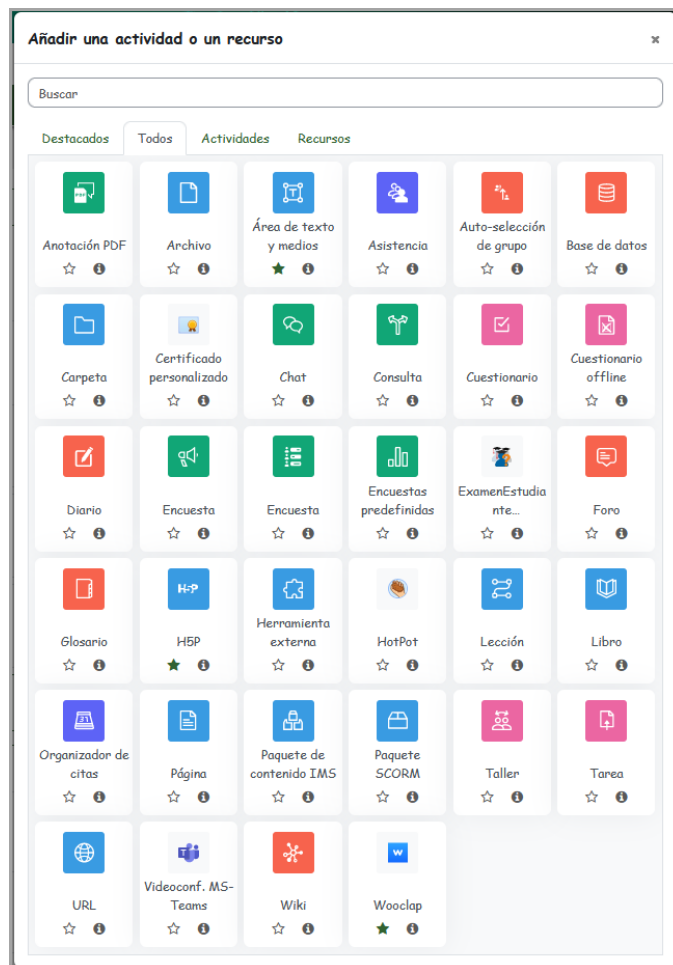 Añadir una actividad o un recurso
×
Buscar
Destacados
Todos
Actividades
Recursos
Anotación PDF
Archivo
Área de texto
y medios
Asistencia
Auto-selección
de grupo
Base de datos
Carpeta
Certificado
personalizado
Chat
Consulta
Cuestionario
Cuestionario
offline
Diario
Encuesta
Encuesta
Encuestas
predefinidas
ExamenEstudia
nte...
Foro
Glosario
H5P
H5P
Herramienta
externa
HotPot
Lección
Libro
31
Organizador de
citas
Página
Paquete de
contenido IMS
Paquete
SCORM
Taller
Tarea
URL
Videoconf. MS-
Teams
Wiki
W
Wooclap